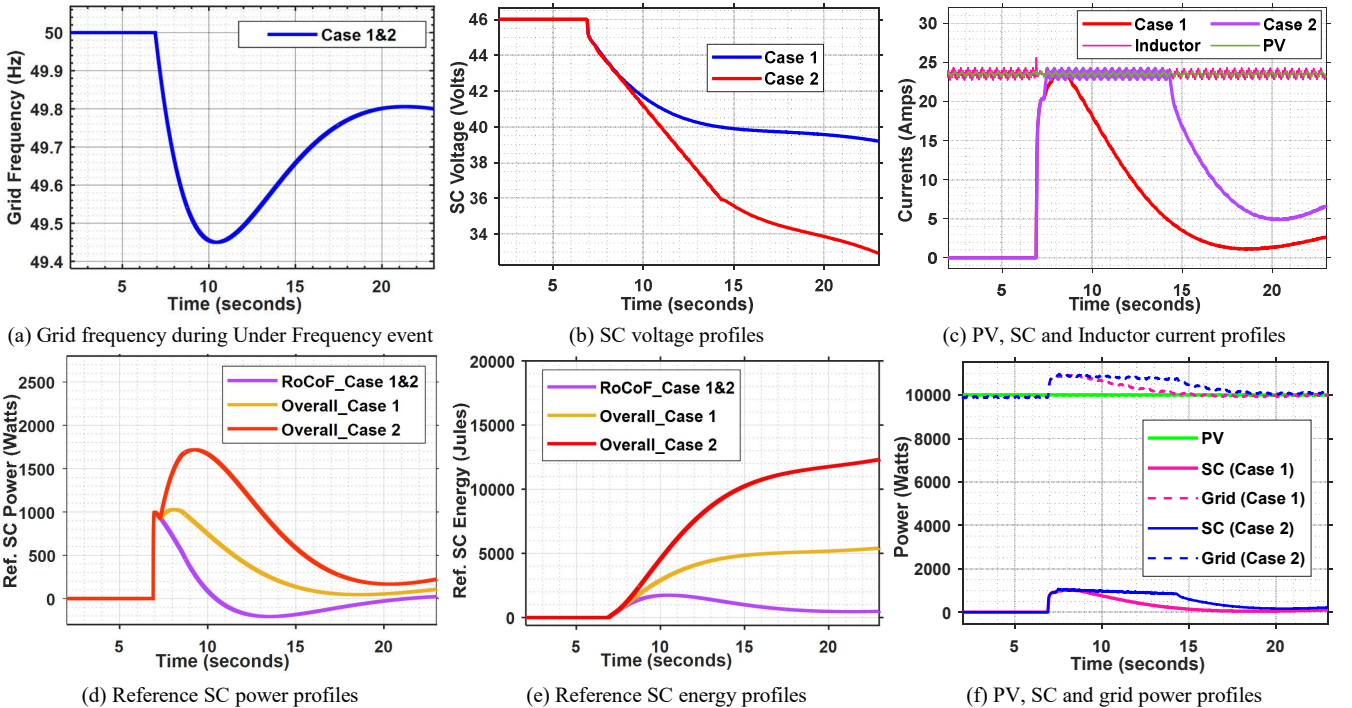 50
49.9
49.8
49.7
49.6
49.5
49.4
Grid Frequency (Hz)
Case 1&2
5
10
15
20
Time (seconds)
(a) Grid frequency during Under Frequency event
46
44
42
40
38
36
34
SC Voltage (Volts)
Case 1
Case 2
5
10
15
20
Time (seconds)
(b) SC voltage profiles
30
25
20
15
10
5
0
Currents (Amps)
Case 1
Case 2
Inductor
PV
5
10
15
20
Time (seconds)
(c) PV, SC and Inductor current profiles
2500
2000
1500
1000
500
0
Ref. SC Power (Watts)
RoCoF_Case 1&2
Overall_Case 1
Overall_Case 2
5
10
15
20
Time (seconds)
(d) Reference SC power profiles
20000
15000
10000
5000
0
Ref. SC Energy (Jules)
RoCoF_Case 1&2
Overall_Case 1
Overall_Case 2
5
10
15
20
Time (seconds)
(e) Reference SC energy profiles
10000
8000
6000
4000
2000
0
Power (Watts)
PV
SC (Case 1)
Grid (Case 1)
SC (Case 2)
Grid (Case 2)
5
10
15
20
Time (seconds)
(f) PV, SC and grid power profiles